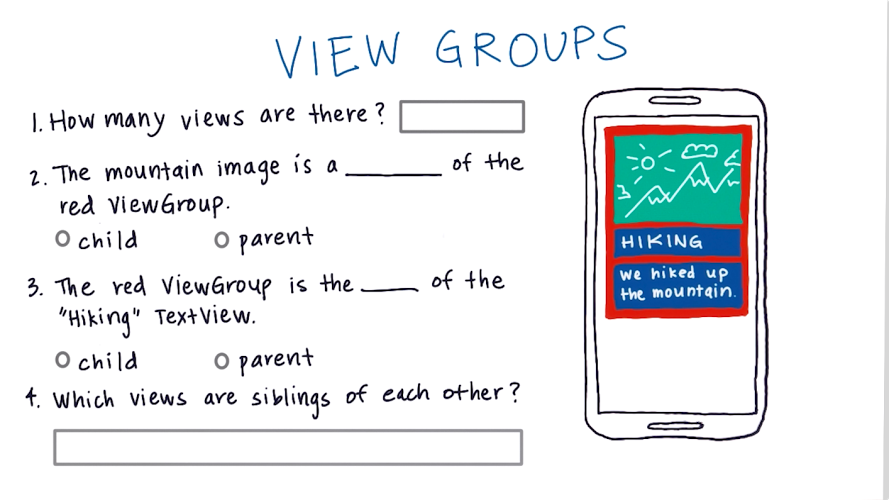 VIEW GROUPS
1. How many views are there?
2. The mountain image is a ______ of the
red ViewGroup.
child parent
3. The red ViewGroup is the ____ of the
"Hiking" TextView.
child parent
4. Which views are siblings of each other?
HIKING
We hiked up
the mountain.